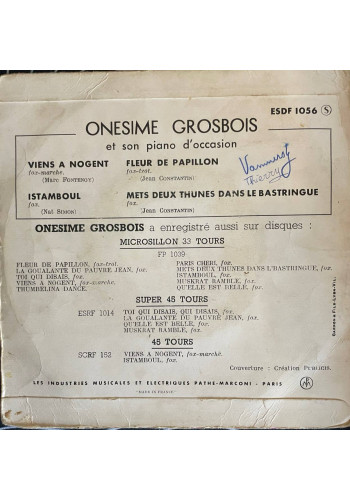 ESDF 1056 S
ONESIME GROSBOIS
et son piano d'occasion
VIENS A NOGENT
fox-marche.
(Marc Fontenoy)
FLEUR DE PAPILLON
fox-trot.
(Jean Constantin)
ISTAMBOUL
fox.
(Nat Simon)
METS DEUX THUNES DANS LE BASTRINGUE
fox.
(Jean Constantin)
Thierry
ONESIME GROSBOIS a enregistré aussi sur disques :
MICROSILLON 33 TOURS
FP 1039
FLEUR DE PAPILLON, fox-trot.
LA GOUALANTE DU PAUVRE JEAN, fox.
TOI QUI DISAIS, fox.
VIENS A NOGENT, fox-marche.
THUMBELINA DANCE.
PARIS CHERI, fox.
METS DEUX THUNES DANS L'BASTRINGUE, fox.
ISTAMBOUL, fox.
MUSKRAT RAMBLE, fox.
QUELLE EST BELLE, fox.
SUPER 45 TOURS
ESRF 1014
TOI QUI DISAIS, QUI DISAIS, fox.
LA GOUALANTE DU PAUVRE JEAN, fox.
QUELLE EST BELLE, fox.
MUSKRAT RAMBLE, fox.
45 TOURS
SCRF 182
VIENS A NOGENT, fox-marche.
ISTAMBOUL, fox.
Couverture : Création Publidis.
LES INDUSTRIES MUSICALES ET ELECTRIQUES PATHE-MARCONI - PARIS
"MADE IN FRANCE"